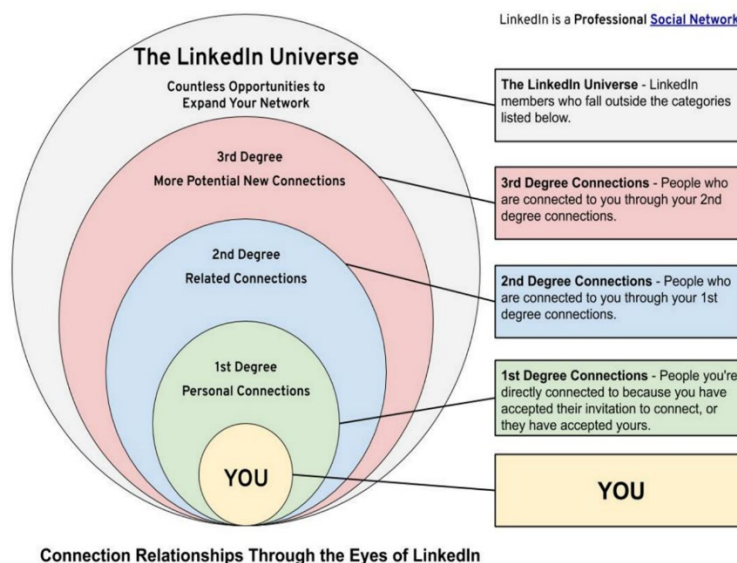 LinkedIn is a Professional Social Network
The LinkedIn Universe
Countless Opportunities to
Expand Your Network
3rd Degree
More Potential New Connections
2nd Degree
Related Connections
1st Degree
Personal Connections
YOU
The LinkedIn Universe - LinkedIn
members who fall outside the categories
listed below.
3rd Degree Connections - People who
are connected to you through your 2nd
degree connections.
2nd Degree Connections - People who
are connected to you through your 1st
degree connections.
1st Degree Connections - People you're
directly connected to because you have
accepted their invitation to connect, or
they have accepted yours.
YOU
Connection Relationships Through the Eyes of LinkedIn